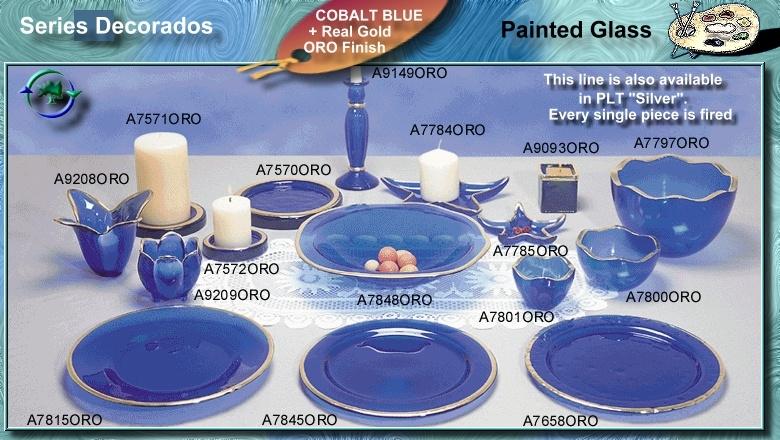 Series Decorados
COBALT BLUE
+ Real Gold
ORO Finish
Painted Glass
This line is also available
in PLT "Silver".
Every single piece is fired
A9149ORO
A7571ORO
A7784ORO
A9093ORO
A7797ORO
A9208ORO
A7570ORO
A7572ORO
A7785ORO
A9209ORO
A7848ORO
A7800ORO
A7801ORO
A7815ORO
A7845ORO
A7658ORO